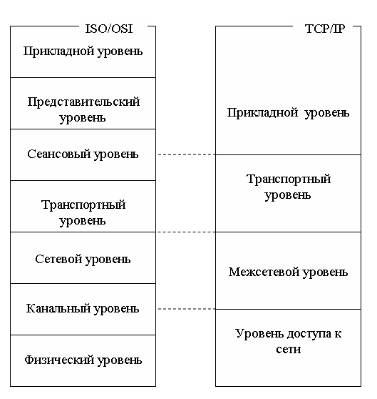 ISO/OSI
Прикладной уровень
Представительский
уровень
Сеансовый уровень
Транспортный
уровень
Сетевой уровень
Канальный уровень
Физический уровень
TCP/IP
Прикладной уровень
Транспортный
уровень
Межсетевой уровень
Уровень доступа к
сети